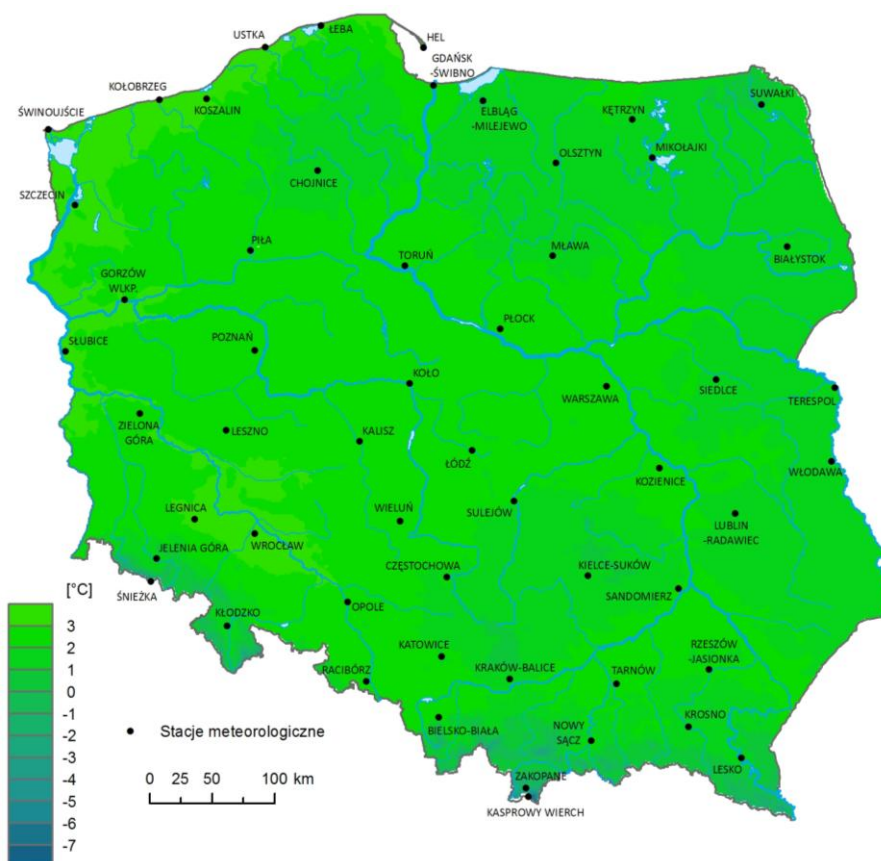 ŁEBA
USTKA
HEL
GDAŃSK
-ŚWIBNO
KOŁOBRZEG
KOSZALIN
ŚWINOUJŚCIE
ELBLĄG
-MILEJEWO
KĘTRZYN
SUWAŁKI
OLSZTYN
MIKOŁAJKI
CHOJNICE
SZCZECIN
PIŁA
TORUŃ
MŁAWA
BIAŁYSTOK
GORZÓW
WLKP.
PŁOCK
SŁUBICE
POZNAŃ
KOŁO
WARSZAWA
SIEDLCE
TERESPOL
ZIELONA
GÓRA
LESZNO
KALISZ
ŁÓDŹ
KOZIENICE
WŁODAWA
LEGNICA
WIELUŃ
SULEJÓW
LUBLIN
-RADAWIEC
WROCŁAW
JELENIA GÓRA
CZĘSTOCHOWA
KIELCE-SUKÓW
ŚNIEŻKA
SANDOMIERZ
KŁODZKO
OPOLE
KATOWICE
RACIBÓRZ
KRAKÓW-BALICE
TARNÓW
RZESZÓW
-JASIONKA
BIELSKO-BIAŁA
NOWY
SĄCZ
KROSNO
LESKO
ZAKOPANE
KASPROWY WIERCH
[°C]
3
2
1
0
-1
-2
-3
-4
-5
-6
-7
Stacje meteorologiczne
0 25 50 100 km